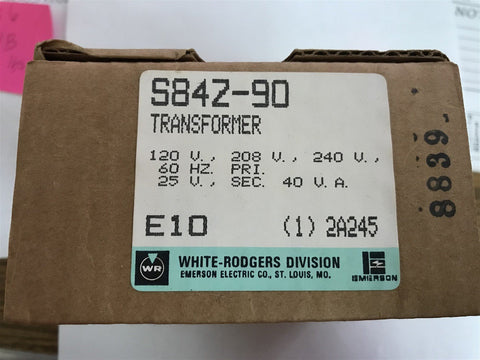 S84Z-90
TRANSFORMER
120 V., 208 V., 240 V.,
60 HZ. PRI.
25 V., SEC. 40 V.A.
E10 (1) 2A245
WR WHITE-RODGERS DIVISION
EMERSON ELECTRIC CO., ST. LOUIS, MO.
EMERSON
8839